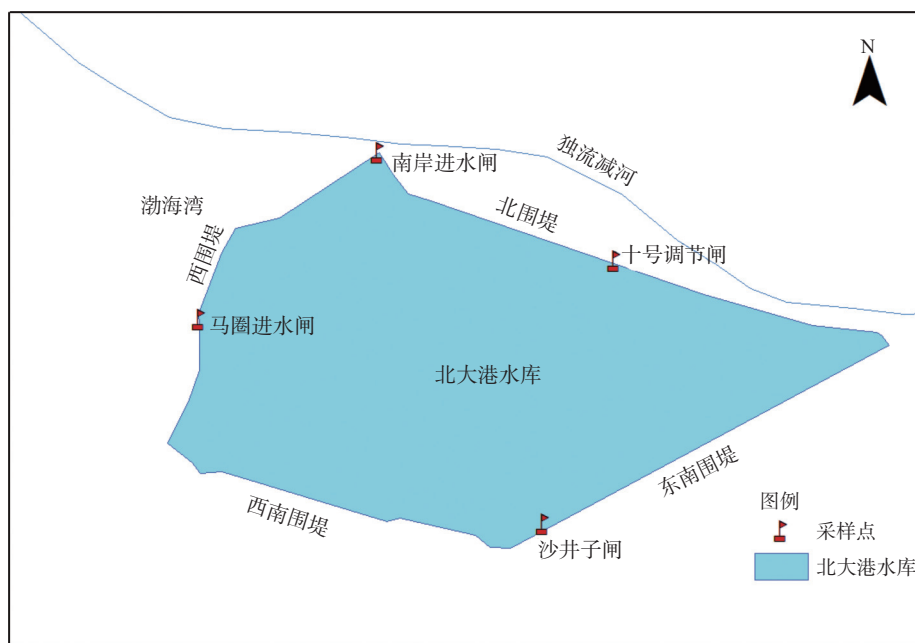 N
独流减河
南岸进水闸
渤海湾
北围堤
西围堤
十号调节闸
马圈进水闸
北大港水库
东南围堤
西南围堤
沙井子闸
图例
采样点
北大港水库